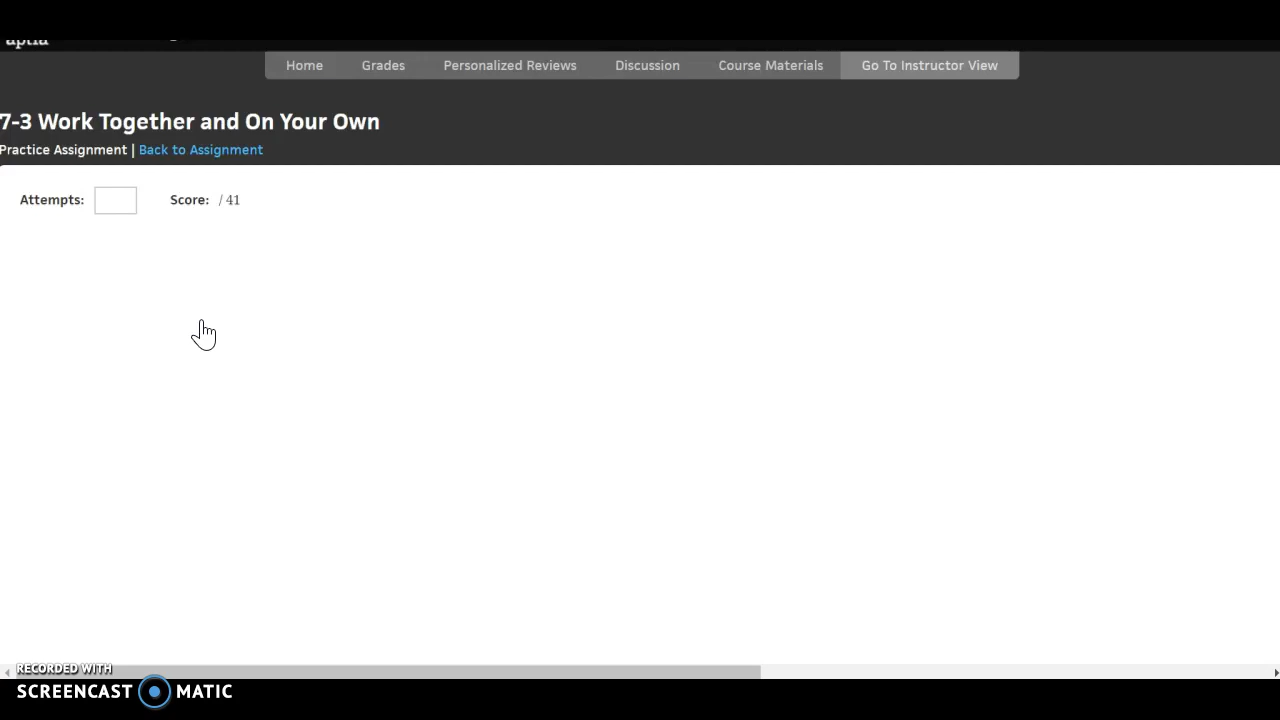 aplia
Home Grades Personalized Reviews Discussion Course Materials Go To Instructor View
7-3 Work Together and On Your Own
Practice Assignment | Back to Assignment
Attempts: Score: / 41
RECORDED WITH
SCREENCAST MATIC